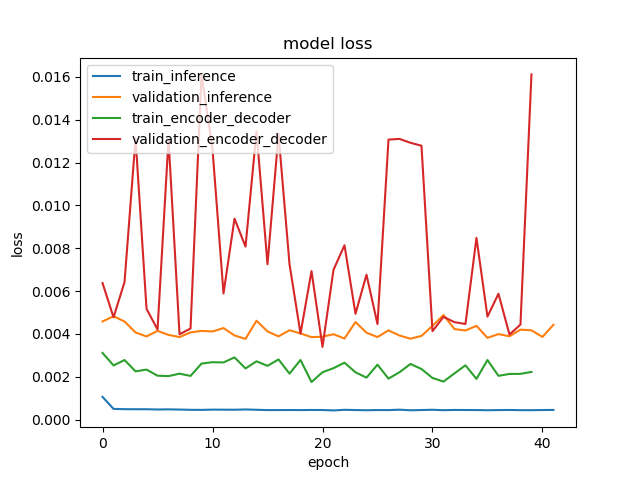 model loss
train_inference
validation_inference
train_encoder_decoder
validation_encoder_decoder
0.016
0.014
0.012
0.010
0.008
0.006
0.004
0.002
0.000
loss
0
10
20
30
40
epoch